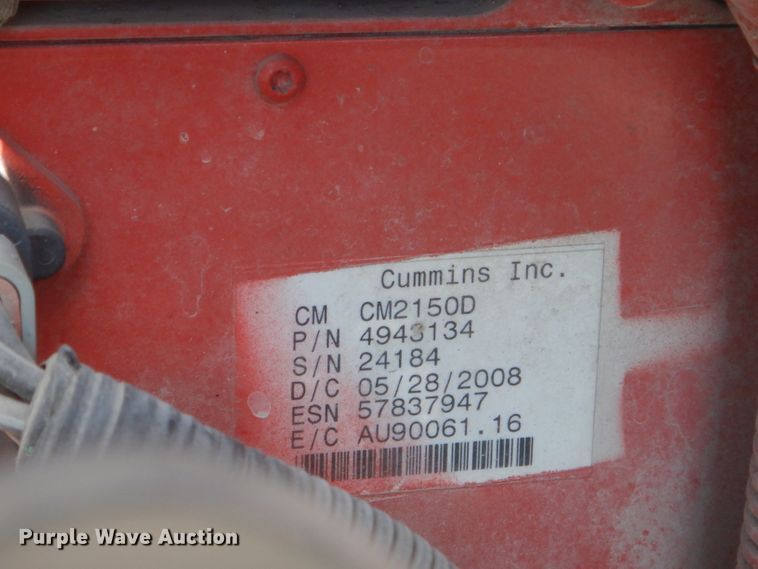 Cummins Inc.
CM CM2150D
P/N 4943134
S/N 24184
D/C 05/28/2008
ESN 57837947
E/C AU90061.16
Purple Wave Auction